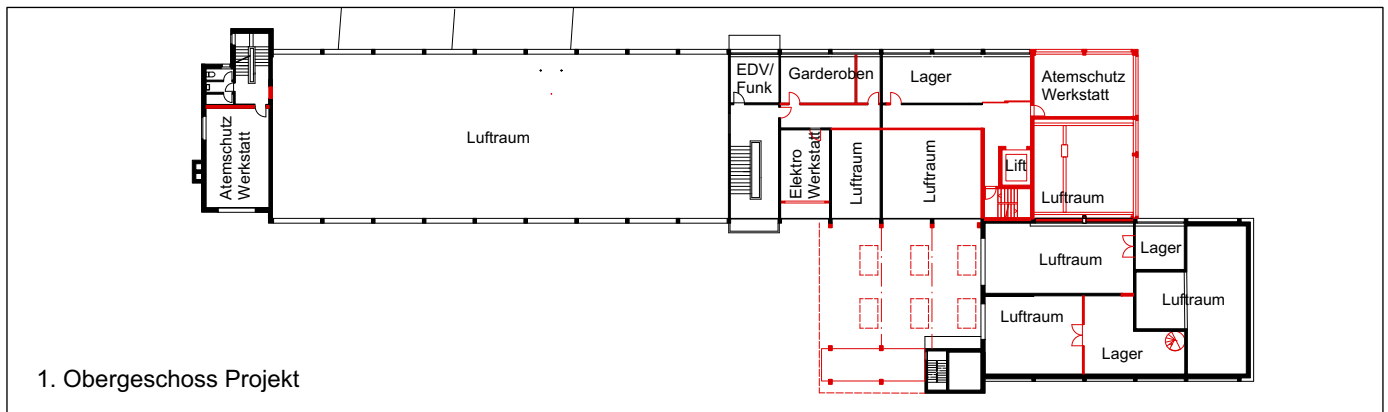 EDV/
Funk
Garderoben
Lager
Atemschutz
Werkstatt
Luftraum
Atemschutz
Werkstatt
Elektro
Werkstatt
Luftraum
Luftraum
Lift
Luftraum
Luftraum
Lager
Luftraum
Luftraum
Lager
1. Obergeschoss Projekt